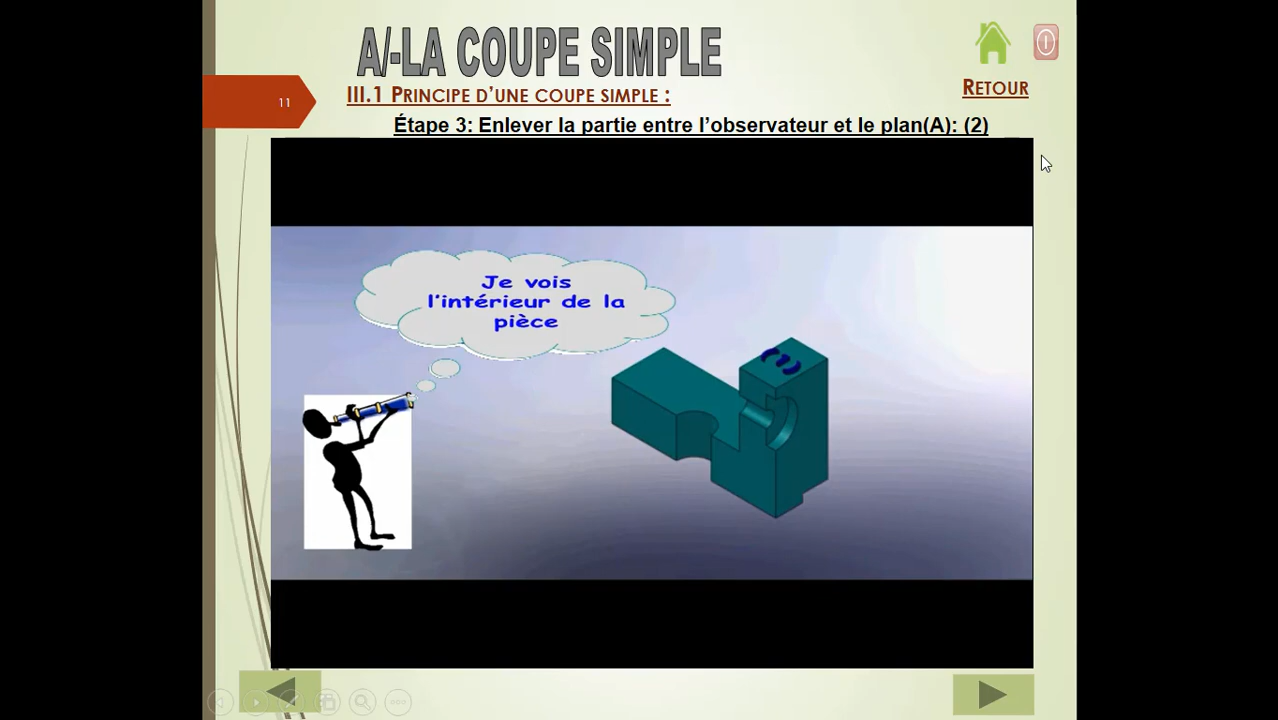 A/-LA COUPE SIMPLE
RETOUR
11
III.1 PRINCIPE D'UNE COUPE SIMPLE :
Étape 3: Enlever la partie entre l'observateur et le plan(A): (2)
Je vois
l'intérieur de la
pièce
(1)